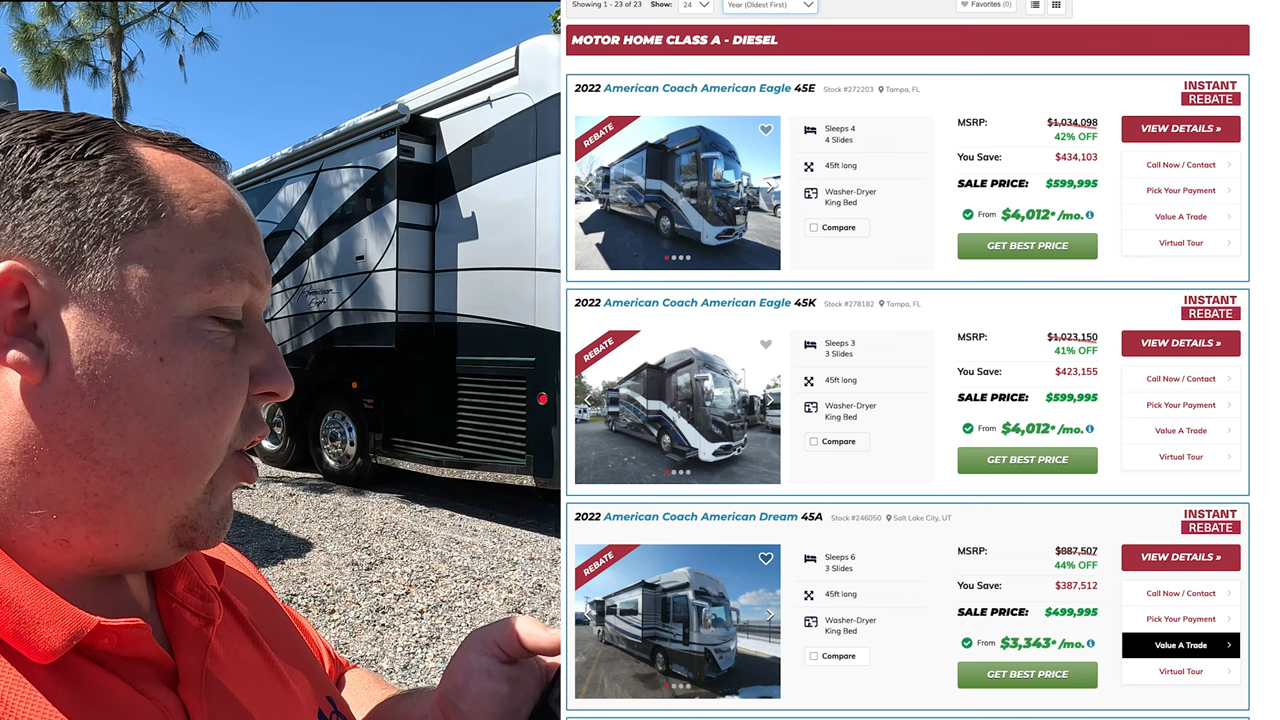 Showing 1 - 23 of 23 Show: 24 Year (Oldest First) Favorites (0)
MOTOR HOME CLASS A - DIESEL
2022 American Coach American Eagle 45E Stock #272203 Tampa, FL
INSTANT
REBATE
REBATE
Sleeps 4
4 Slides
45ft long
Washer-Dryer
King Bed
Compare
MSRP: $1,034,098
42% OFF
You Save: $434,103
SALE PRICE: $599,995
From $4,012* /mo.
GET BEST PRICE
VIEW DETAILS »
Call Now / Contact
Pick Your Payment
Value A Trade
Virtual Tour
2022 American Coach American Eagle 45K Stock #278182 Tampa, FL
INSTANT
REBATE
REBATE
Sleeps 3
3 Slides
45ft long
Washer-Dryer
King Bed
Compare
MSRP: $1,023,150
41% OFF
You Save: $423,155
SALE PRICE: $599,995
From $4,012* /mo.
GET BEST PRICE
VIEW DETAILS »
Call Now / Contact
Pick Your Payment
Value A Trade
Virtual Tour
2022 American Coach American Dream 45A Stock #246050 Salt Lake City, UT
INSTANT
REBATE
REBATE
Sleeps 6
3 Slides
45ft long
Washer-Dryer
King Bed
Compare
MSRP: $887,507
44% OFF
You Save: $387,512
SALE PRICE: $499,995
From $3,343* /mo.
GET BEST PRICE
VIEW DETAILS »
Call Now / Contact
Pick Your Payment
Value A Trade
Virtual Tour
American
Eagle